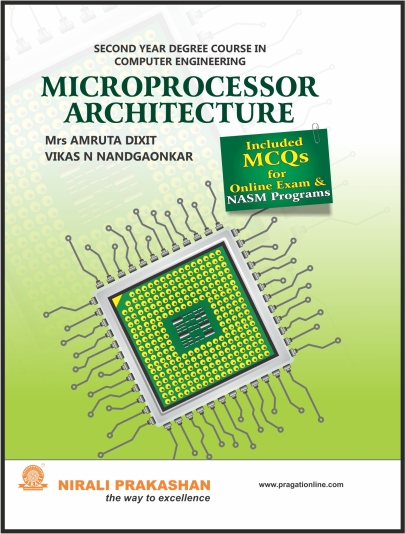 SECOND YEAR DEGREE COURSE IN
COMPUTER ENGINEERING
MICROPROCESSOR
ARCHITECTURE
Mrs AMRUTA DIXIT
VIKAS N NANDGAONKAR
Included
MCQs
for
Online Exam &
NASM Programs
NIRALI PRAKASHAN
the way to excellence
www.pragationline.com